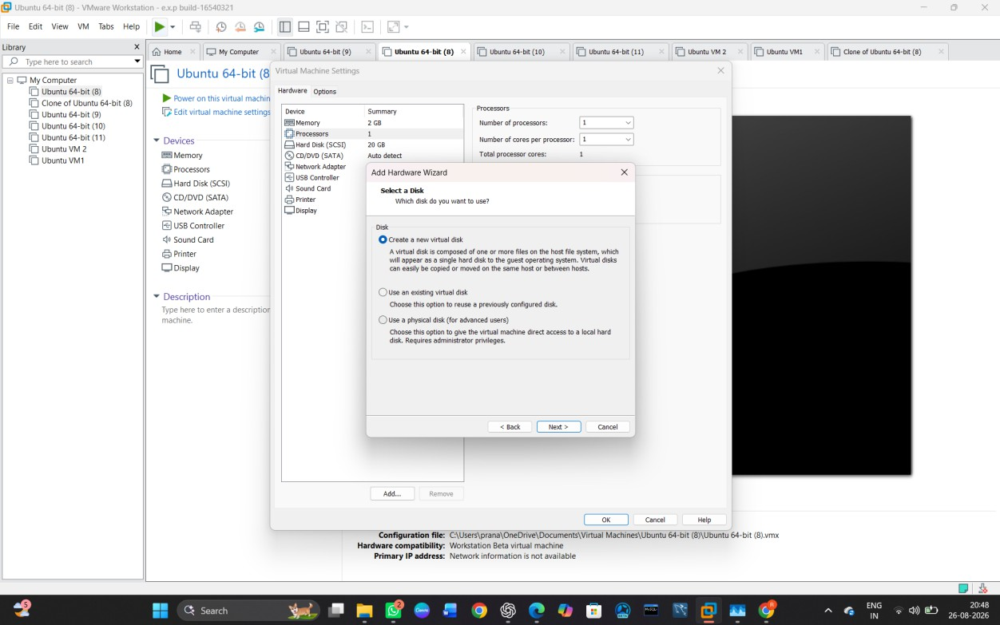 Ubuntu 64-bit (8) - VMware Workstation - e.x.p build-16540321
File Edit View VM Tabs Help
Library
Type here to search
My Computer
Ubuntu 64-bit (8)
Clone of Ubuntu 64-bit (8)
Ubuntu 64-bit (9)
Ubuntu 64-bit (10)
Ubuntu 64-bit (11)
Ubuntu VM 2
Ubuntu VM1
Home My Computer Ubuntu 64-bit (9) Ubuntu 64-bit (8) Ubuntu 64-bit (10) Ubuntu 64-bit (11) Ubuntu VM 2 Ubuntu VM1 Clone of Ubuntu 64-bit (8)
Ubuntu 64-bit (8
Power on this virtual machin
Edit virtual machine settings
Devices
Memory
Processors
Hard Disk (SCSI)
CD/DVD (SATA)
Network Adapter
USB Controller
Sound Card
Printer
Display
Description
Type here to enter a description
machine.
Virtual Machine Settings
Hardware Options
Device Summary
Memory 2 GB
Processors 1
Hard Disk (SCSI) 20 GB
CD/DVD (SATA) Auto detect
Network Adapter
USB Controller
Sound Card
Printer
Display
Processors
Number of processors: 1
Number of cores per processor: 1
Total processor cores: 1
Add Hardware Wizard
Select a Disk
Which disk do you want to use?
Disk
Create a new virtual disk
A virtual disk is composed of one or more files on the host file system, which
will appear as a single hard disk to the guest operating system. Virtual disks
can easily be copied or moved on the same host or between hosts.
Use an existing virtual disk
Choose this option to reuse a previously configured disk.
Use a physical disk (for advanced users)
Choose this option to give the virtual machine direct access to a local hard
disk. Requires administrator privileges.
< Back Next > Cancel
Add... Remove
OK Cancel Help
Configuration file: C:\Users\prana\OneDrive\Documents\Virtual Machines\Ubuntu 64-bit (8)\Ubuntu 64-bit (8).vmx
Hardware compatibility: Workstation Beta virtual machine
Primary IP address: Network information is not available
5
Search
2
Canva
W
BETA
MySQL
R
ENG
IN
20:48
26-08-2026